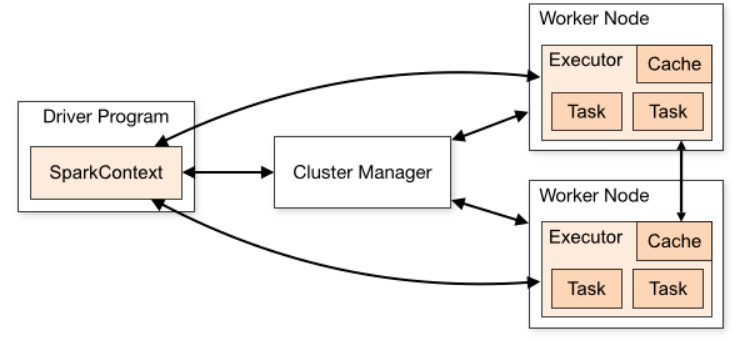 Driver Program
SparkContext
Cluster Manager
Worker Node
Executor
Cache
Task
Task
Worker Node
Executor
Cache
Task
Task